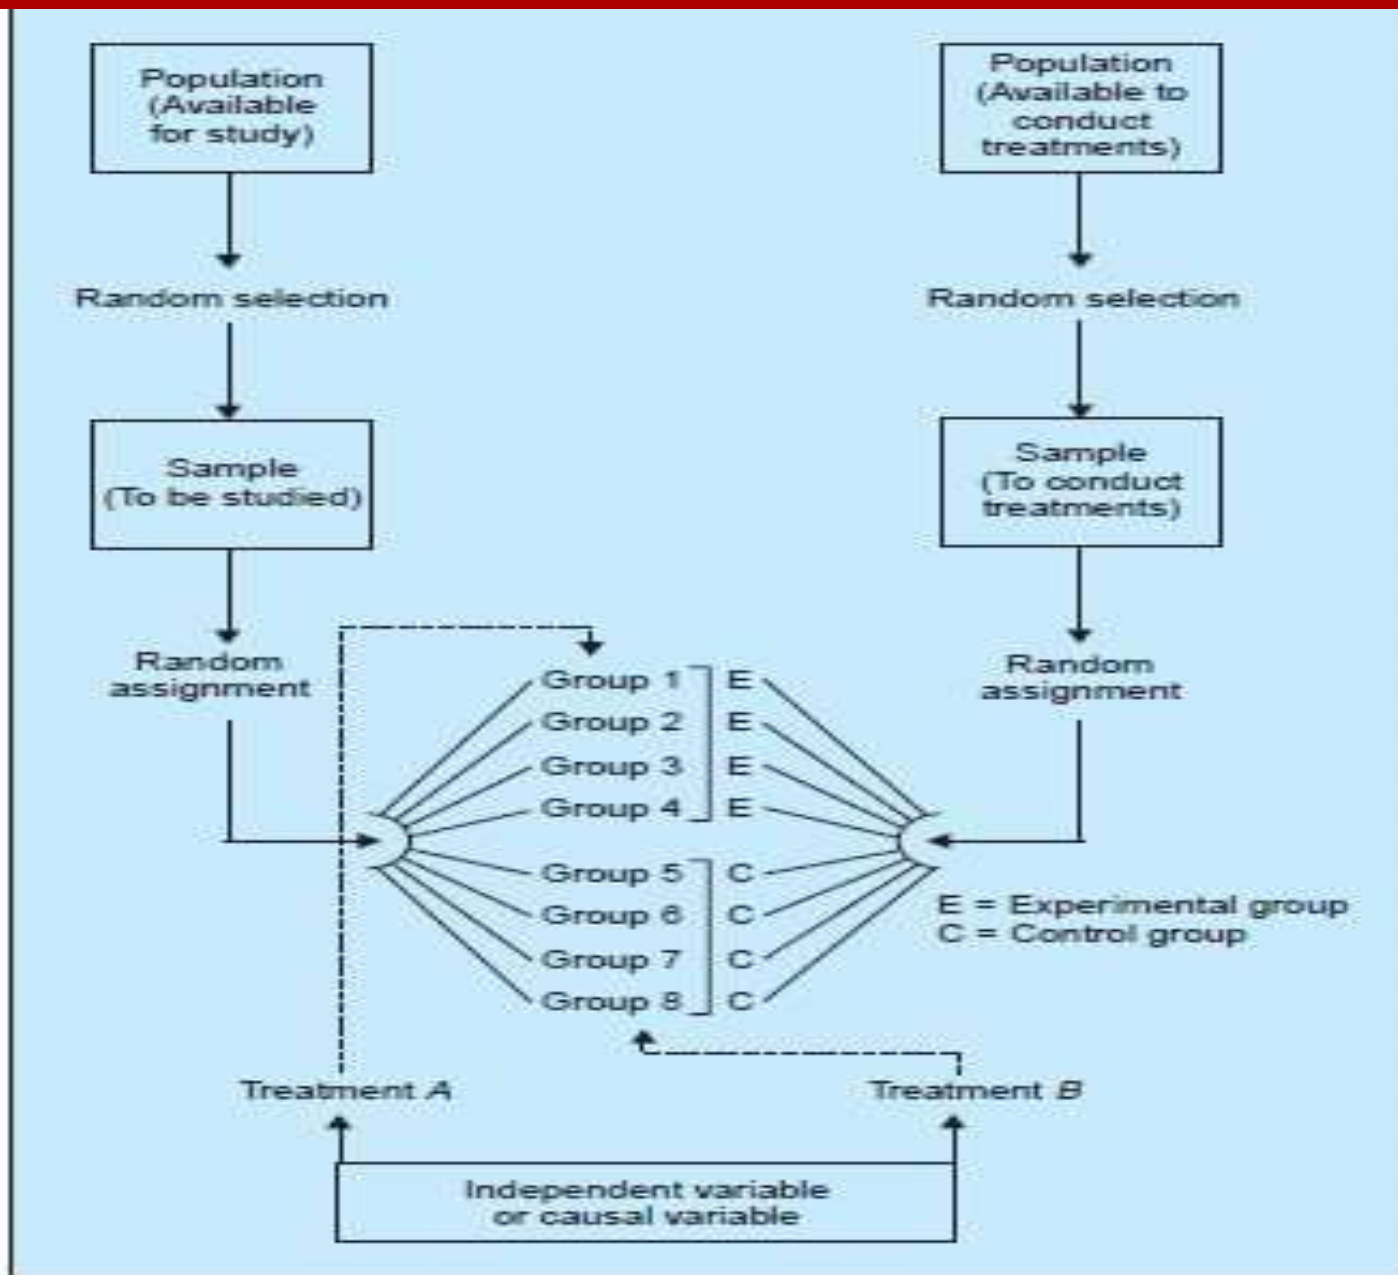 Population
(Available
for study)
Population
(Available to
conduct
treatments)
Random selection
Random selection
Sample
(To be studied)
Sample
(To conduct
treatments)
Random
assignment
Random
assignment
Group 1 E
Group 2 E
Group 3 E
Group 4 E
Group 5 C
Group 6 C
Group 7 C
Group 8 C
E = Experimental group
C = Control group
Treatment A
Treatment B
Independent variable
or causal variable